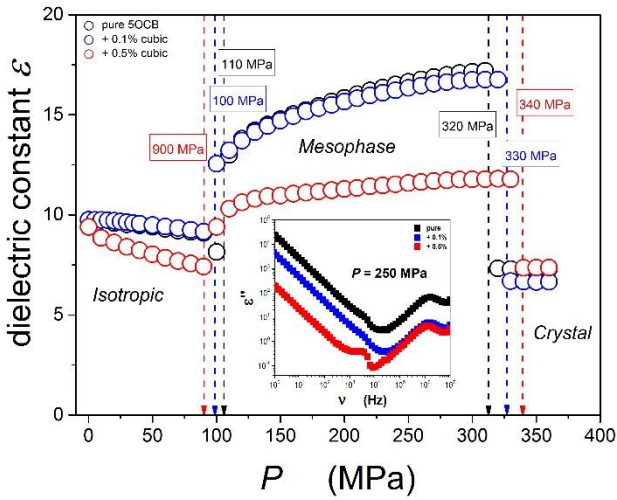 pure 5OCB
+ 0.1% cubic
+ 0.5% cubic
110 MPa
100 MPa
900 MPa
Mesophase
320 MPa
340 MPa
330 MPa
Isotropic
Crystal
dielectric constant ε
25
20
15
10
5
0
0 50 100 150 200 250 300 350 400
P (MPa)
pure
+ 0.1%
+ 0.5%
P = 250 MPa
ε''
ν (Hz)